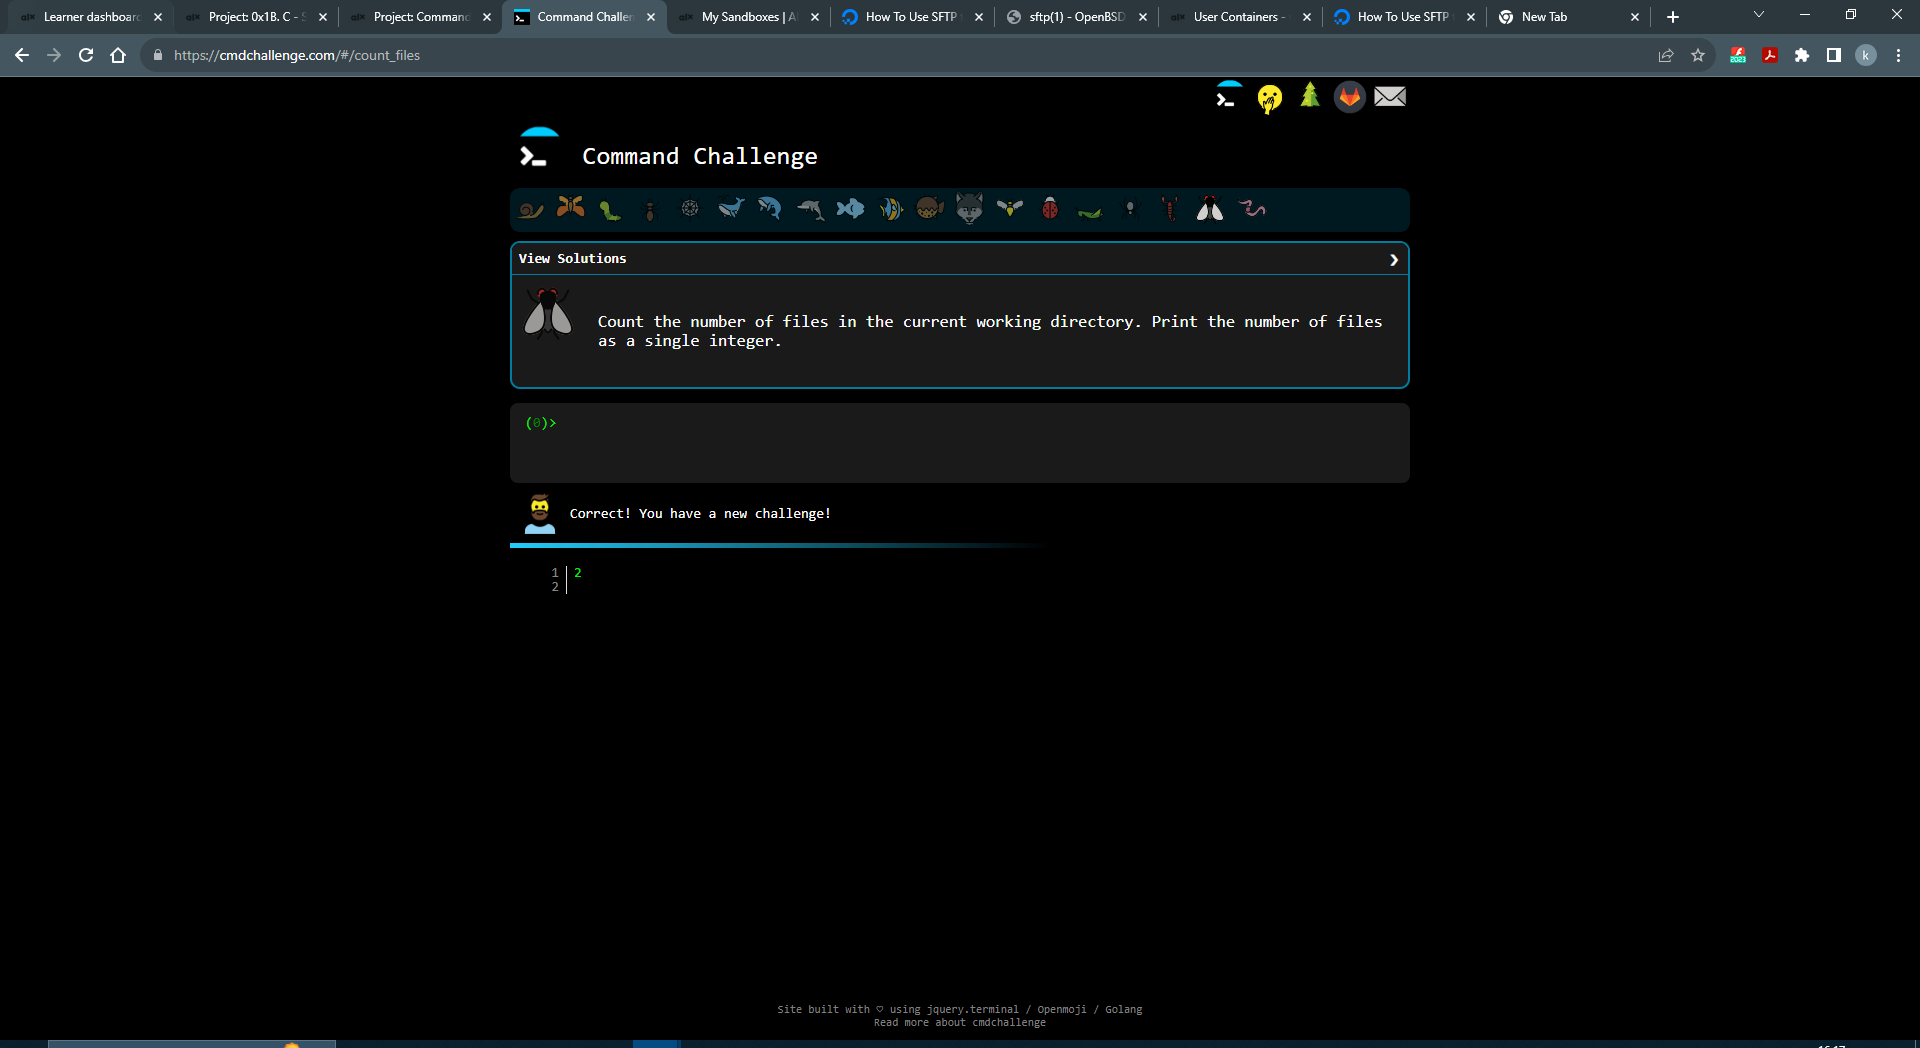 Learner dashboard
Project: 0x1B. C - S
Project: Command
Command Challen
My Sandboxes | A
How To Use SFTP
sftp(1) - OpenBSD
User Containers -
How To Use SFTP
New Tab
https://cmdchallenge.com/#/count_files
2023
k
Command Challenge
View Solutions
Count the number of files in the current working directory. Print the number of files
as a single integer.
(0)>
Correct! You have a new challenge!
1 2
2
Site built with ♡ using jquery.terminal / Openmoji / Golang
Read more about cmdchallenge